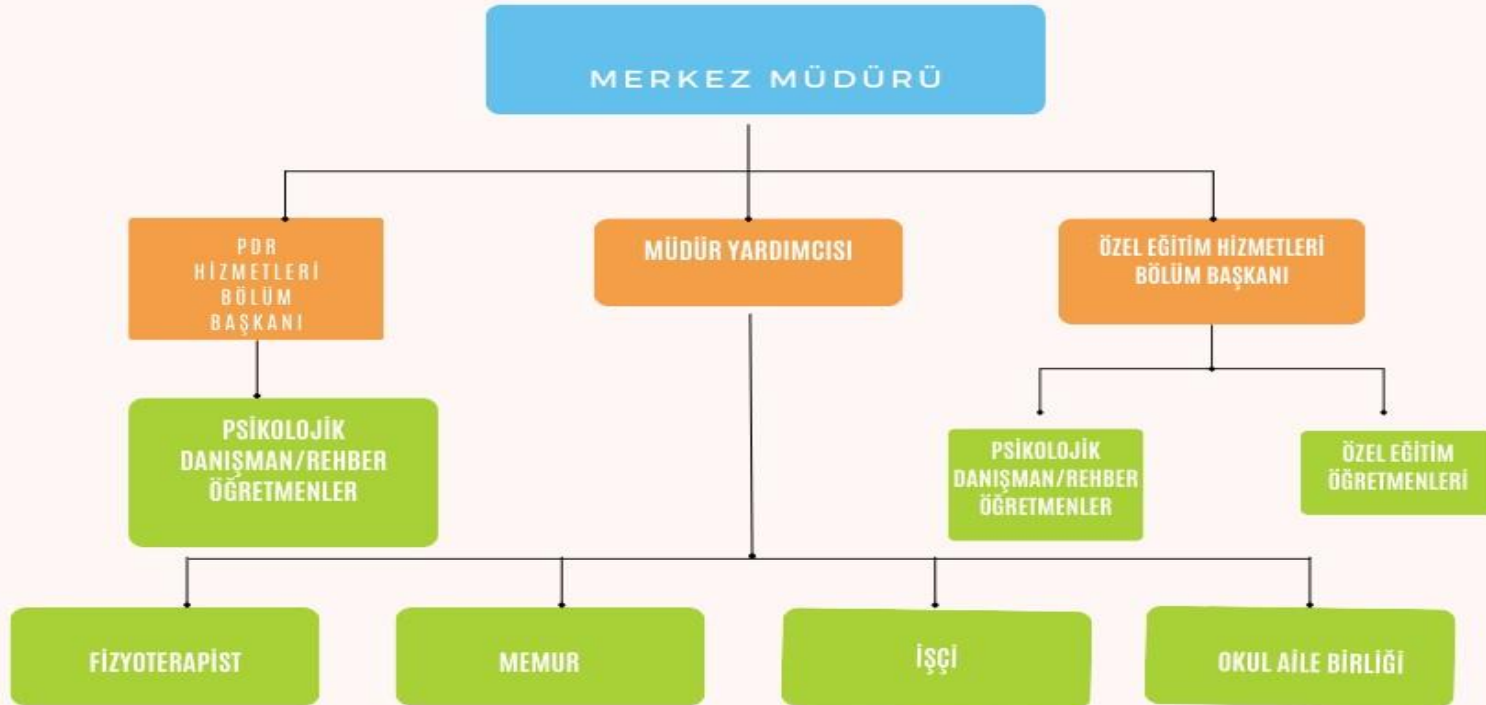 MERKEZ MÜDÜRÜ
PDR
HİZMETLERİ
BÖLÜM
BAŞKANI
MÜDÜR YARDIMCISI
ÖZEL EĞİTİM HİZMETLERİ
BÖLÜM BAŞKANI
PSİKOLOJİK
DANIŞMAN/REHBER
ÖĞRETMENLER
PSİKOLOJİK
DANIŞMAN/REHBER
ÖĞRETMENLER
ÖZEL EĞİTİM
ÖĞRETMENLERİ
FİZYOTERAPİST
MEMUR
İŞÇİ
OKUL AİLE BİRLİĞİ